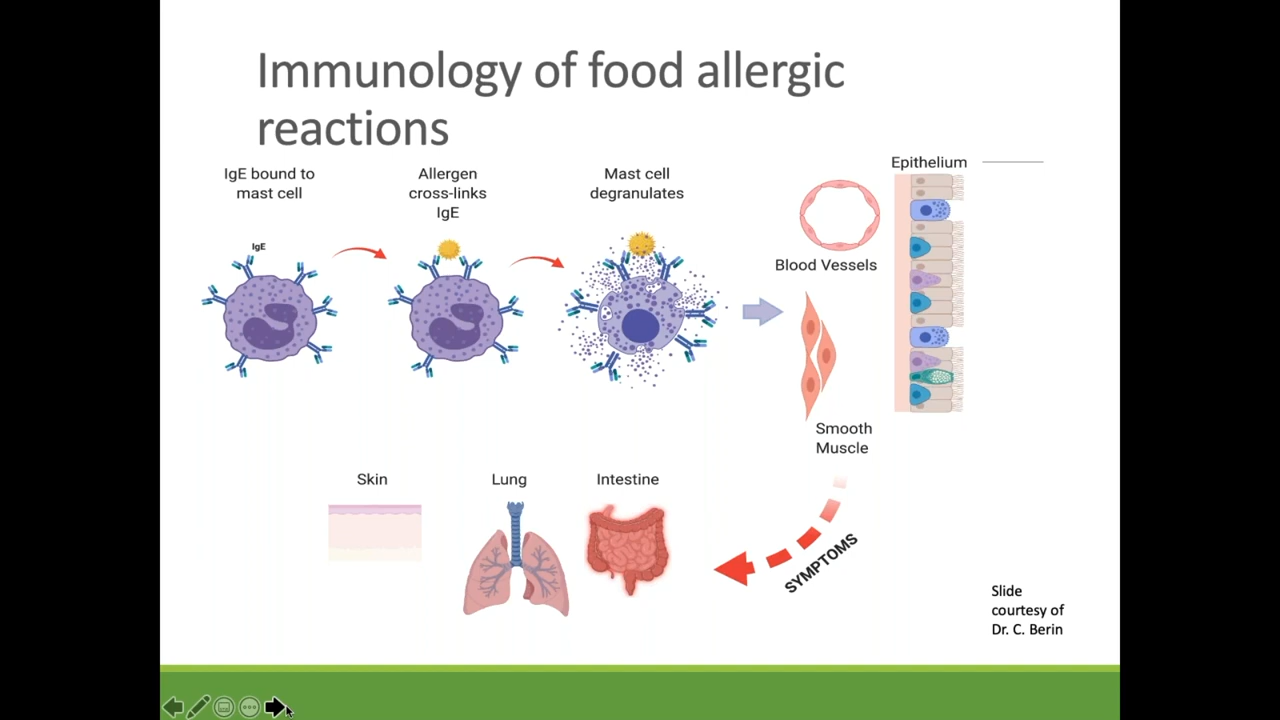 Immunology of food allergic
reactions
IgE bound to
mast cell
Allergen
cross-links
IgE
Mast cell
degranulates
Epithelium
IgE
Blood Vessels
Smooth
Muscle
Skin
Lung
Intestine
SYMPTOMS
Slide
courtesy of
Dr. C. Berin